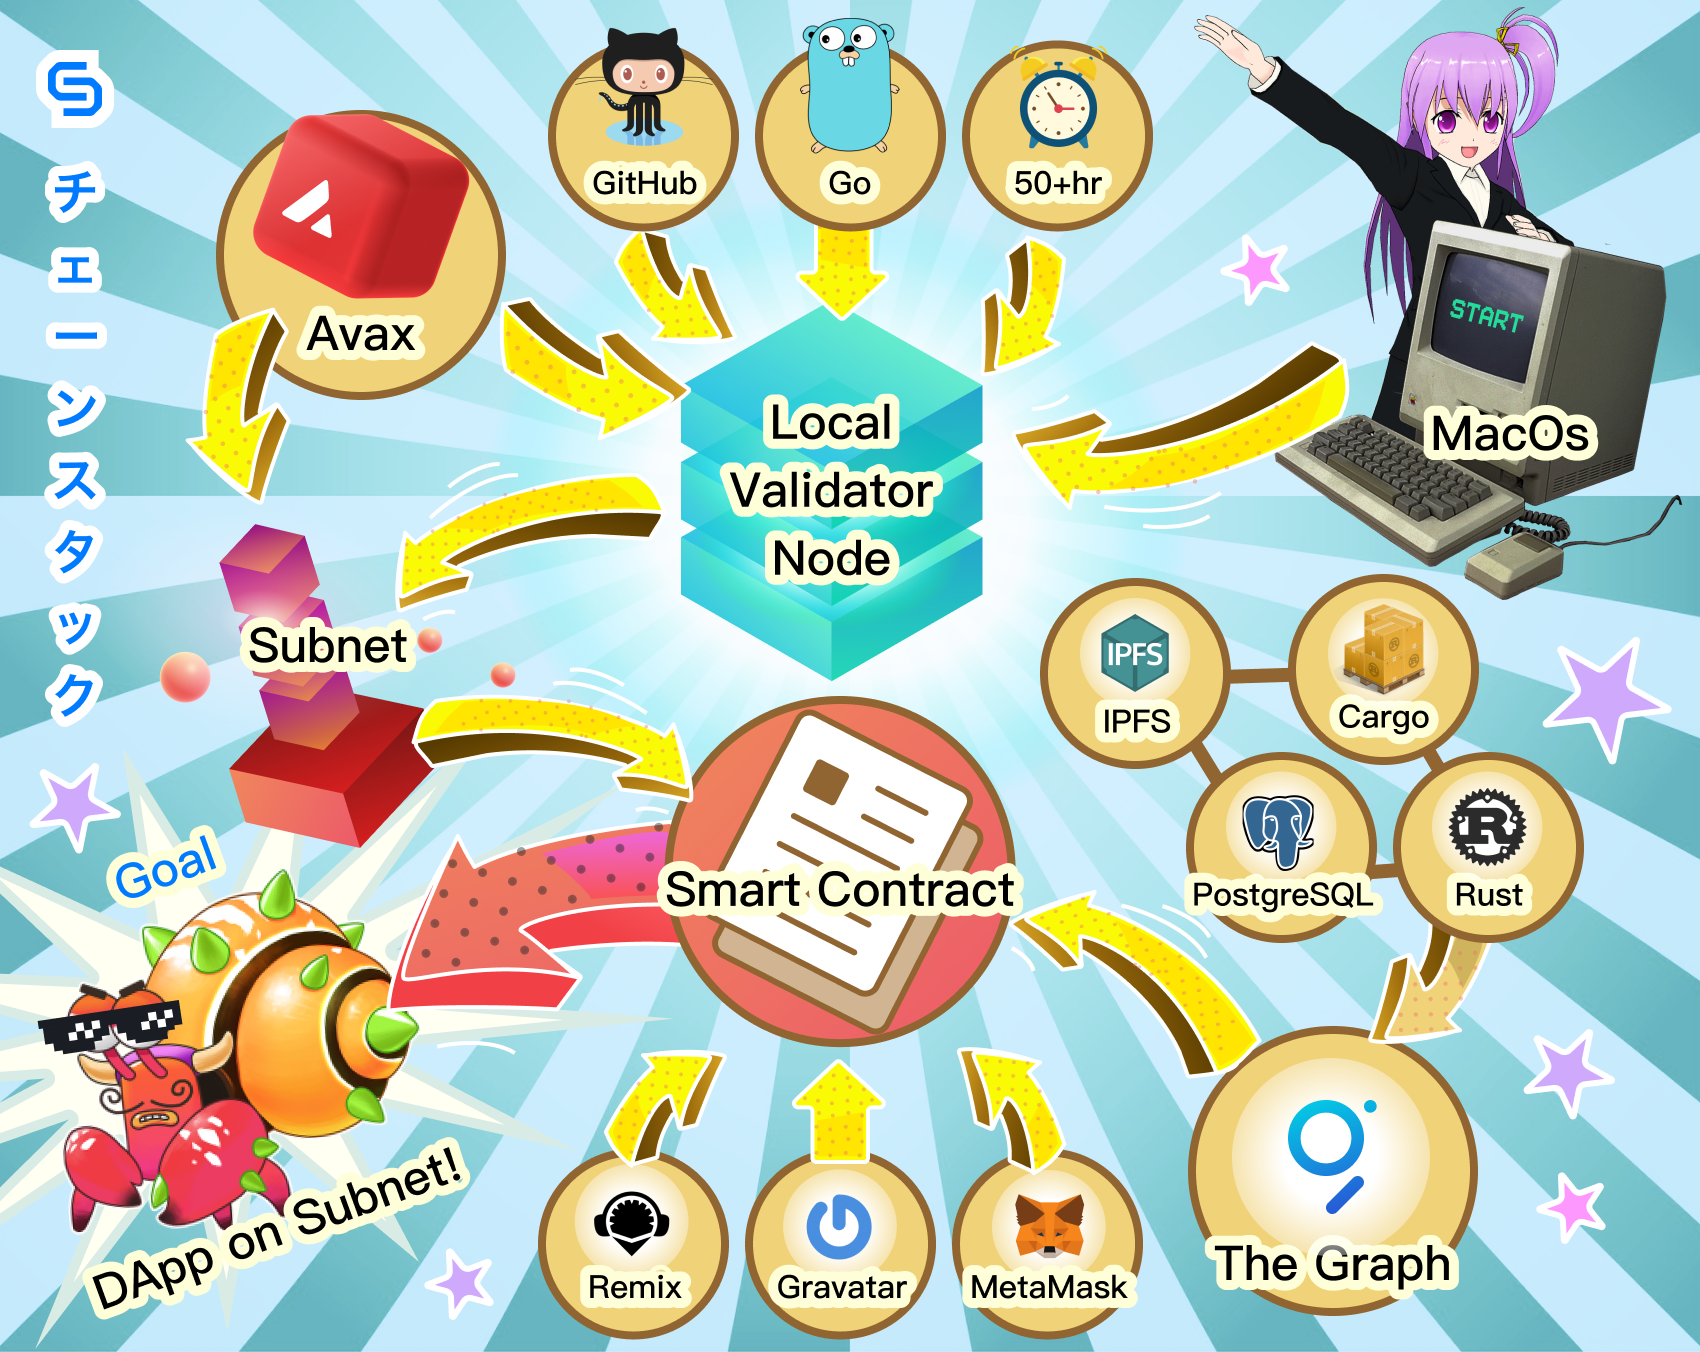 チェーンスタック
Avax
GitHub
Go
50+hr
START
MacOs
Local
Validator
Node
Subnet
IPFS
IPFS
Cargo
PostgreSQL
R
Rust
Smart Contract
Goal
DApp on Subnet!
Remix
Gravatar
MetaMask
The Graph